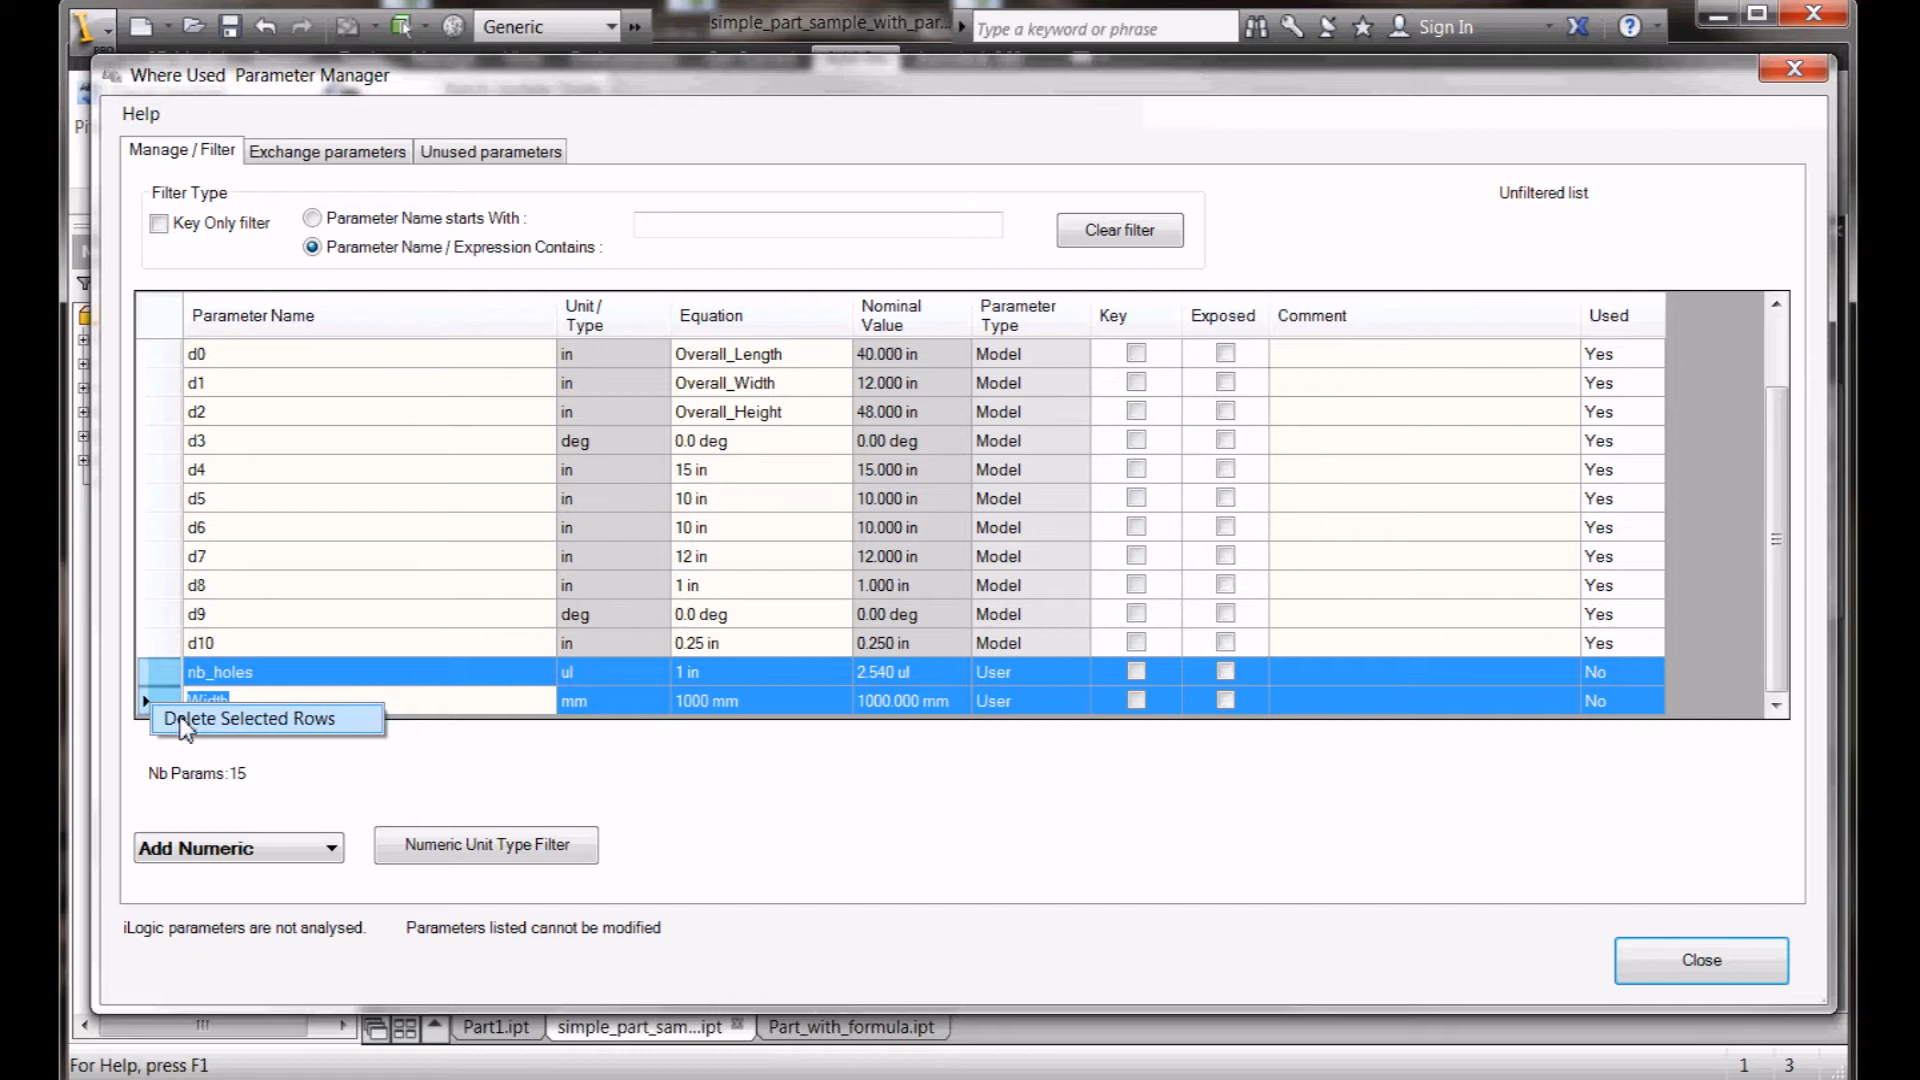 Generic
simple_part_sample_with_par...
Type a keyword or phrase
Sign In
Where Used Parameter Manager
Help
Manage / Filter
Exchange parameters
Unused parameters
Filter Type
Unfiltered list
Key Only filter
Parameter Name starts With :
Parameter Name / Expression Contains :
Clear filter
Parameter Name Unit / Type Equation Nominal Value Parameter Type Key Exposed Comment Used
d0 in Overall_Length 40.000 in Model Yes
d1 in Overall_Width 12.000 in Model Yes
d2 in Overall_Height 48.000 in Model Yes
d3 deg 0.0 deg 0.00 deg Model Yes
d4 in 15 in 15.000 in Model Yes
d5 in 10 in 10.000 in Model Yes
d6 in 10 in 10.000 in Model Yes
d7 in 12 in 12.000 in Model Yes
d8 in 1 in 1.000 in Model Yes
d9 deg 0.0 deg 0.00 deg Model Yes
d10 in 0.25 in 0.250 in Model Yes
nb_holes ul 1 in 2.540 ul User No
Width mm 1000 mm 1000.000 mm User No
Delete Selected Rows
Nb Params:15
Add Numeric
Numeric Unit Type Filter
iLogic parameters are not analysed.
Parameters listed cannot be modified
Close
Part1.ipt
simple_part_sam...ipt
Part_with_formula.ipt
For Help, press F1
1 3